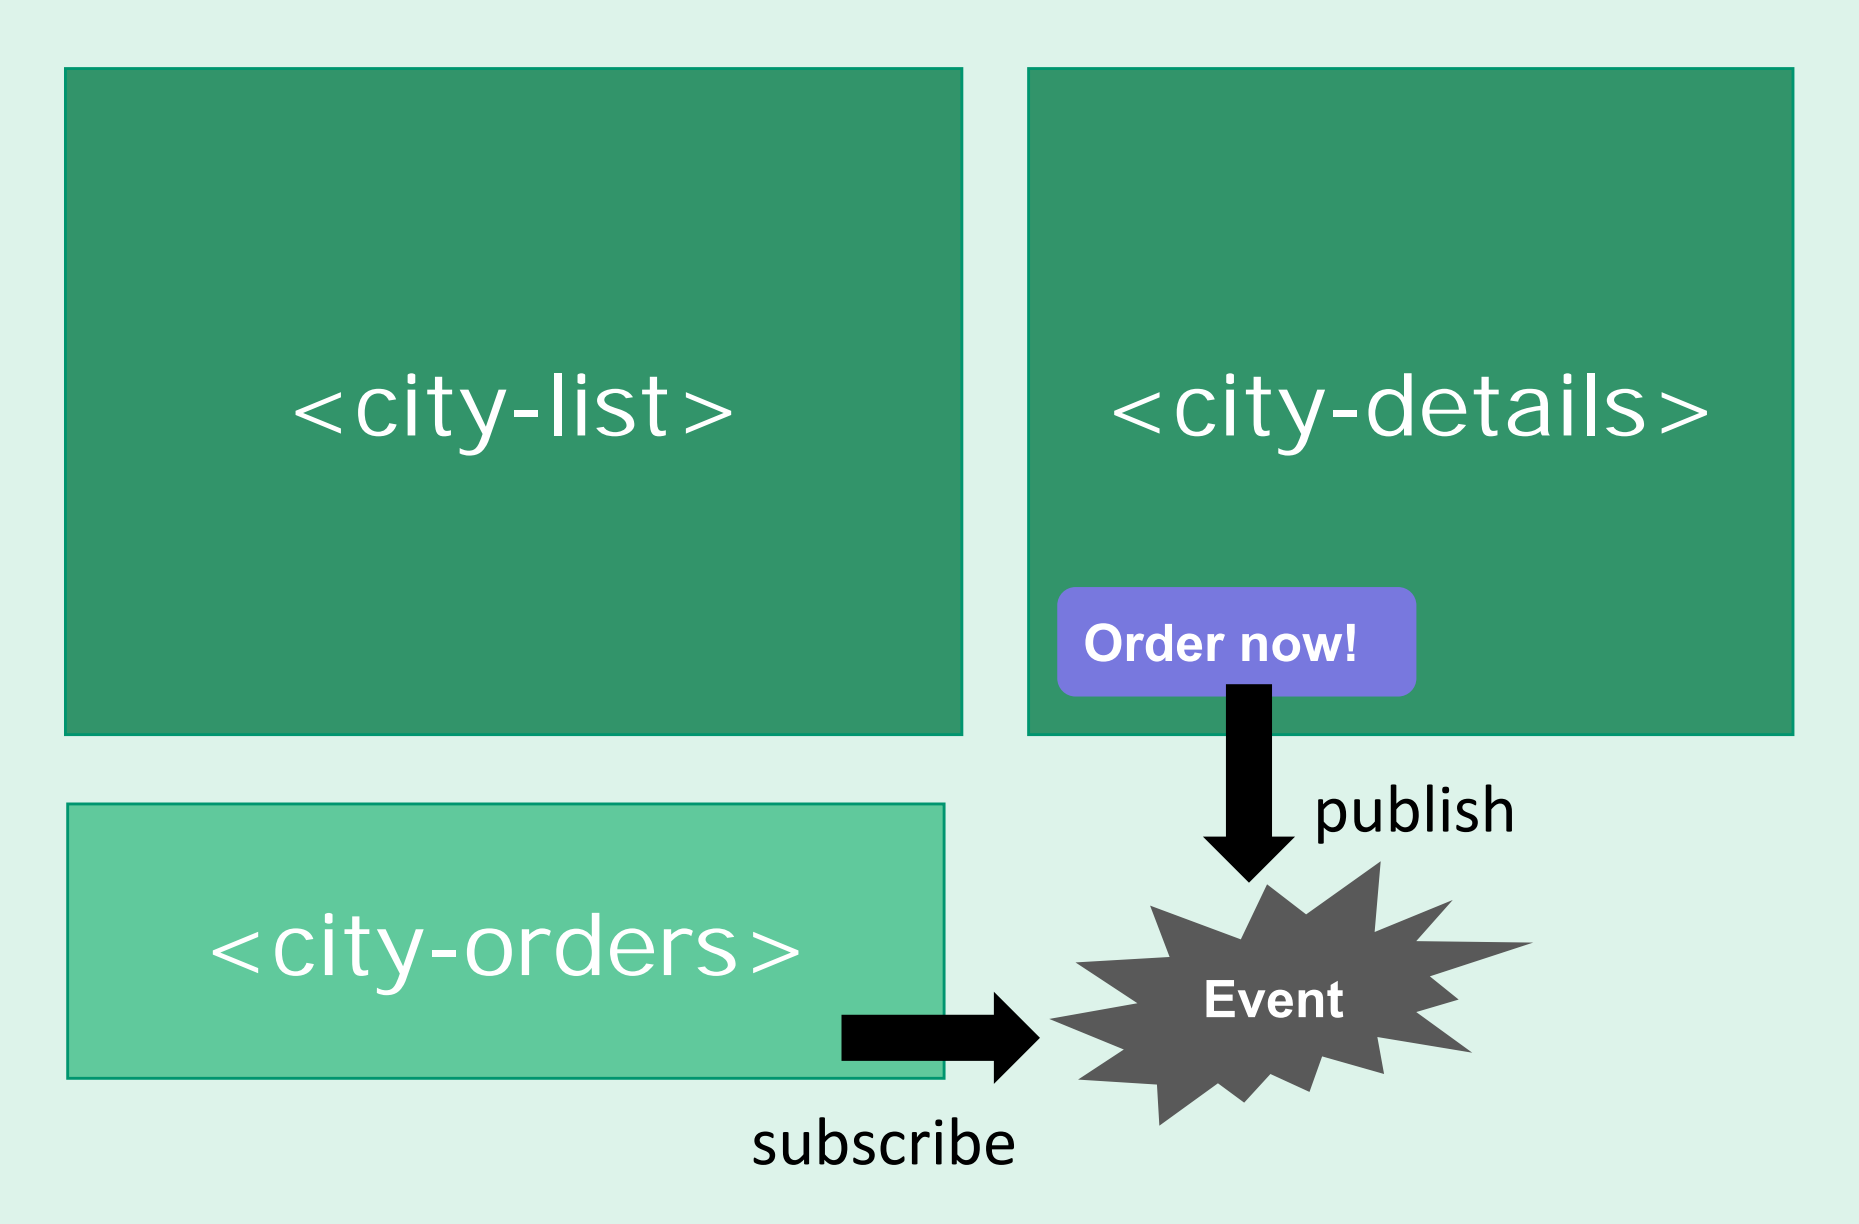 <city-list>
<city-details>
Order now!
publish
<city-orders>
Event
subscribe